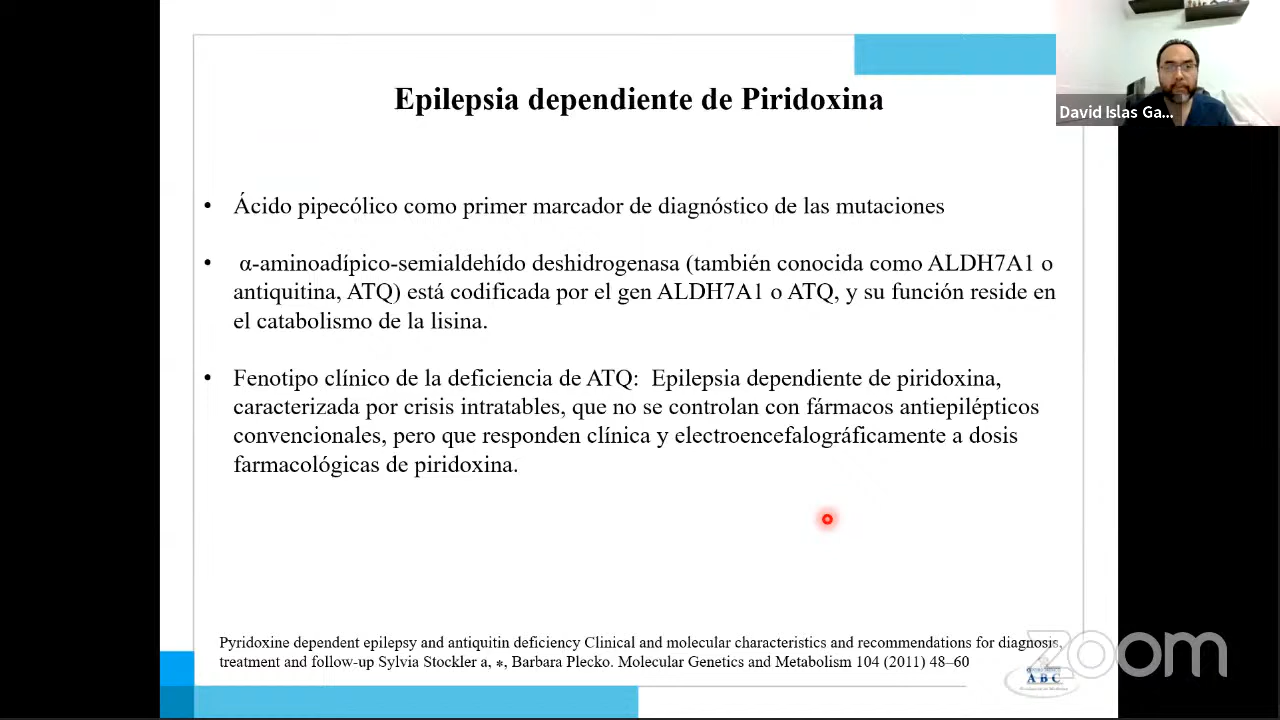 Epilepsia dependiente de Piridoxina
David Islas Ga...
• Ácido pipecólico como primer marcador de diagnóstico de las mutaciones
• α-aminoadípico-semialdehído deshidrogenasa (también conocida como ALDH7A1 o
antiquitina, ATQ) está codificada por el gen ALDH7A1 o ATQ, y su función reside en
el catabolismo de la lisina.
• Fenotipo clínico de la deficiencia de ATQ: Epilepsia dependiente de piridoxina,
caracterizada por crisis intratables, que no se controlan con fármacos antiepilépticos
convencionales, pero que responden clínica y electroencefalográficamente a dosis
farmacológicas de piridoxina.
Pyridoxine dependent epilepsy and antiquitin deficiency Clinical and molecular characteristics and recommendations for diagnosis,
treatment and follow-up Sylvia Stockler a, ⁎, Barbara Plecko. Molecular Genetics and Metabolism 104 (2011) 48–60
zoom
ABC